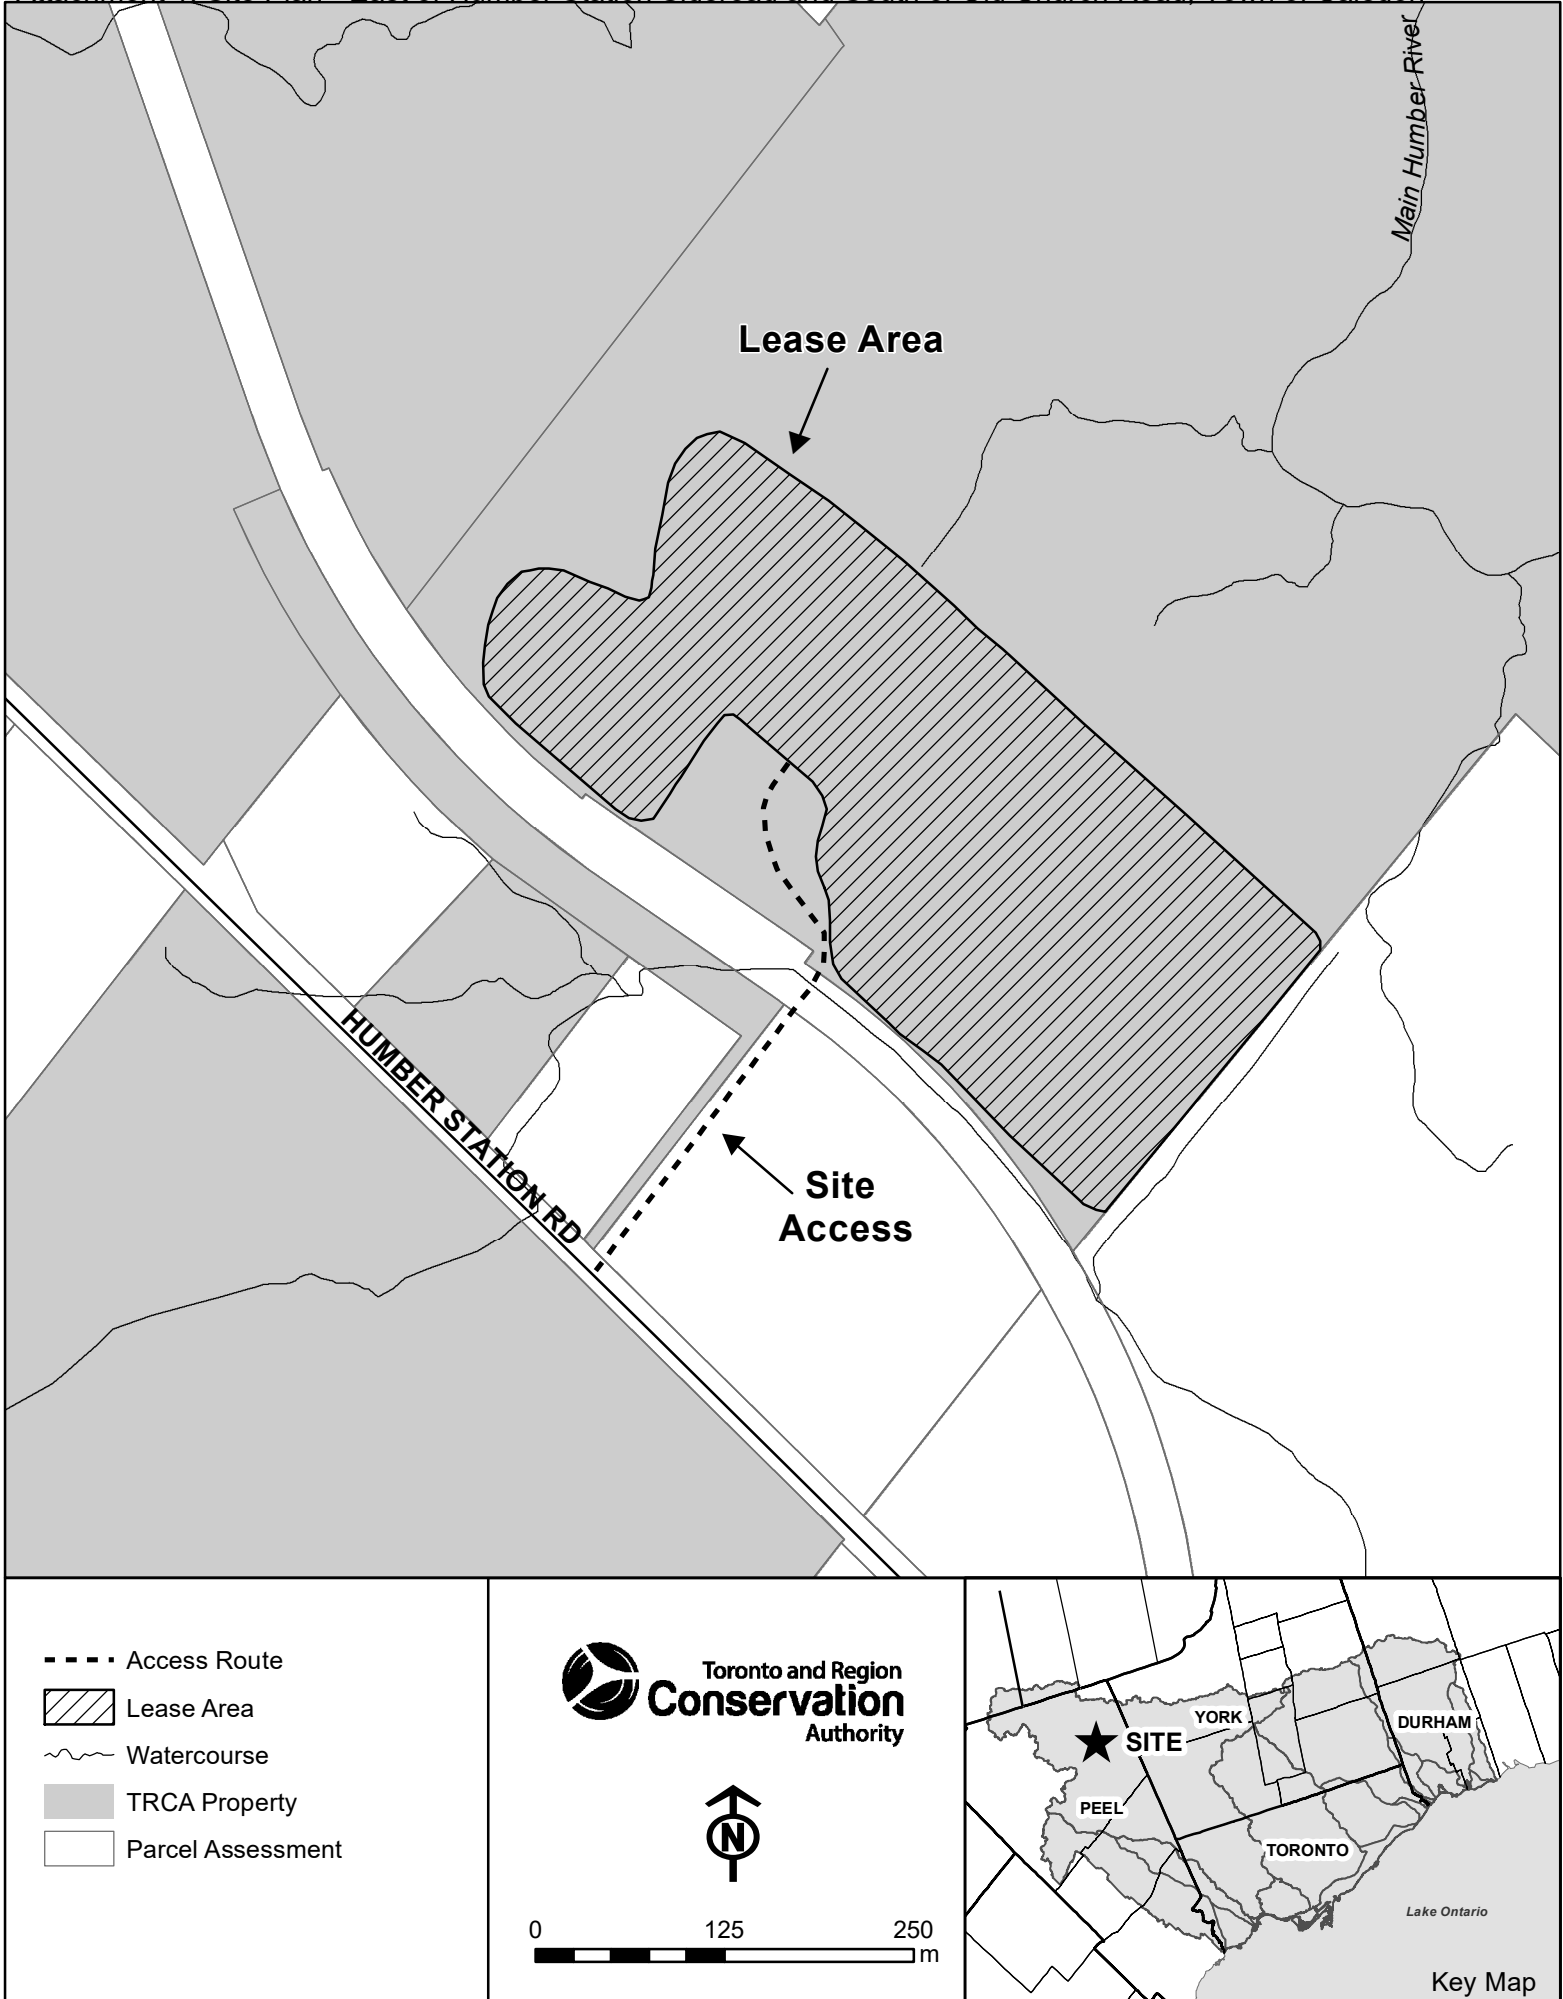 Main Humber River
Lease Area
HUMBER STATION RD
Site
Access
Access Route
Lease Area
Watercourse
TRCA Property
Parcel Assessment
Toronto and Region
Conservation
Authority
N
0 125 250
m
YORK
DURHAM
SITE
PEEL
TORONTO
Lake Ontario
Key Map